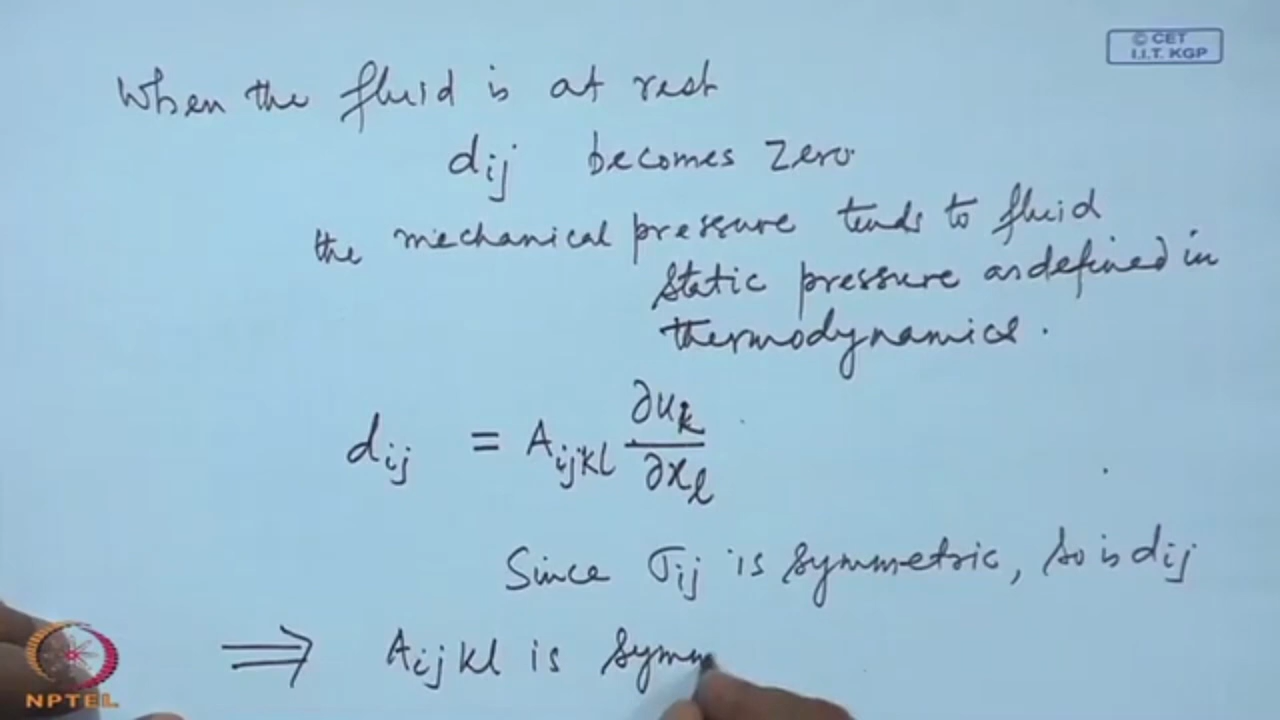 © CET
I.I.T. KGP
When the fluid is at rest
dij becomes zero.
the mechanical pressure tends to fluid
static pressure as defined in
thermodynamics.
dij = Aijkl ∂uk/∂xl
Since σij is symmetric, so is dij
⇒ Aijkl is symm
NPTEL